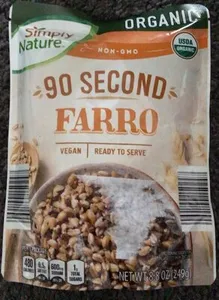 ORGANIC
Simply
Nature
NON-GMO
USDA
ORGANIC
90 SECOND
FARRO
VEGAN
READY TO SERVE
NET WT 8.8 OZ (249g)